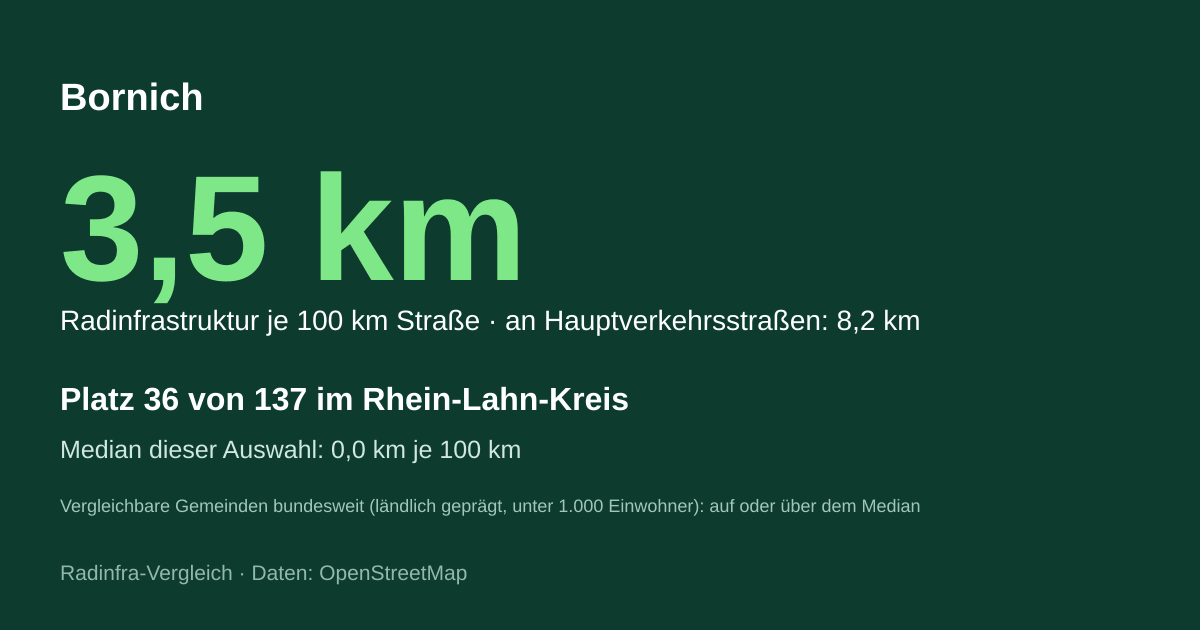 Bornich
3,5 km
Radinfrastruktur je 100 km Straße · an Hauptverkehrsstraßen: 8,2 km
Platz 36 von 137 im Rhein-Lahn-Kreis
Median dieser Auswahl: 0,0 km je 100 km
Vergleichbare Gemeinden bundesweit (ländlich geprägt, unter 1.000 Einwohner): auf oder über dem Median
Radinfra-Vergleich · Daten: OpenStreetMap